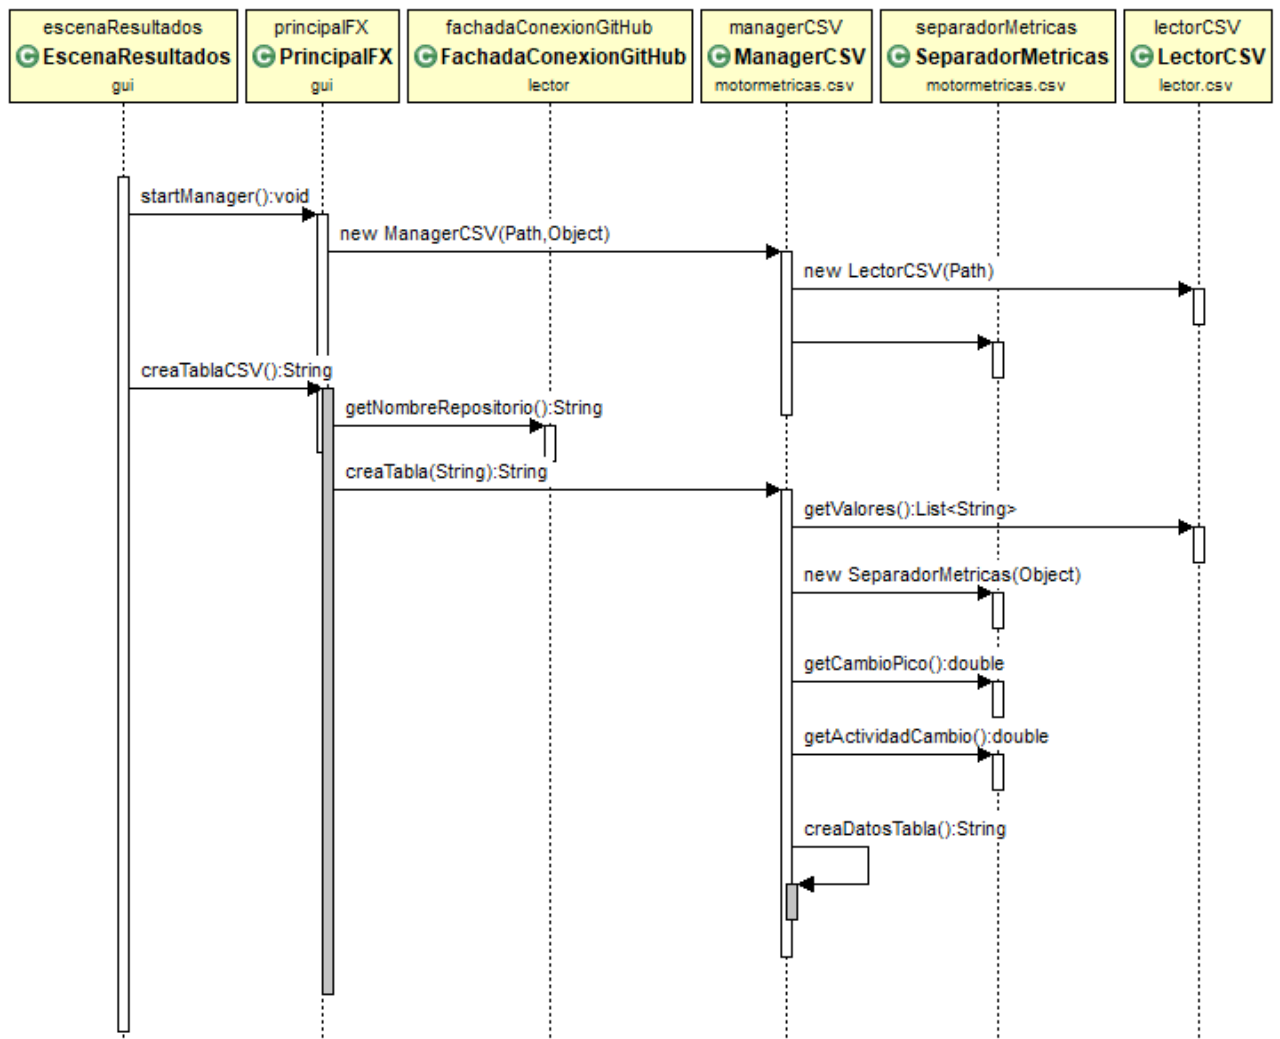 escenaResultados
EscenaResultados
gui
principalFX
PrincipalFX
gui
fachadaConexionGitHub
FachadaConexionGitHub
lector
managerCSV
ManagerCSV
motormetricas.csv
separadorMetricas
SeparadorMetricas
motormetricas.csv
lectorCSV
LectorCSV
lector.csv
startManager():void
new ManagerCSV(Path,Object)
new LectorCSV(Path)
creaTablaCSV():String
getNombreRepositorio():String
creaTabla(String):String
getValores():List<String>
new SeparadorMetricas(Object)
getCambioPico():double
getActividadCambio():double
creaDatosTabla():String